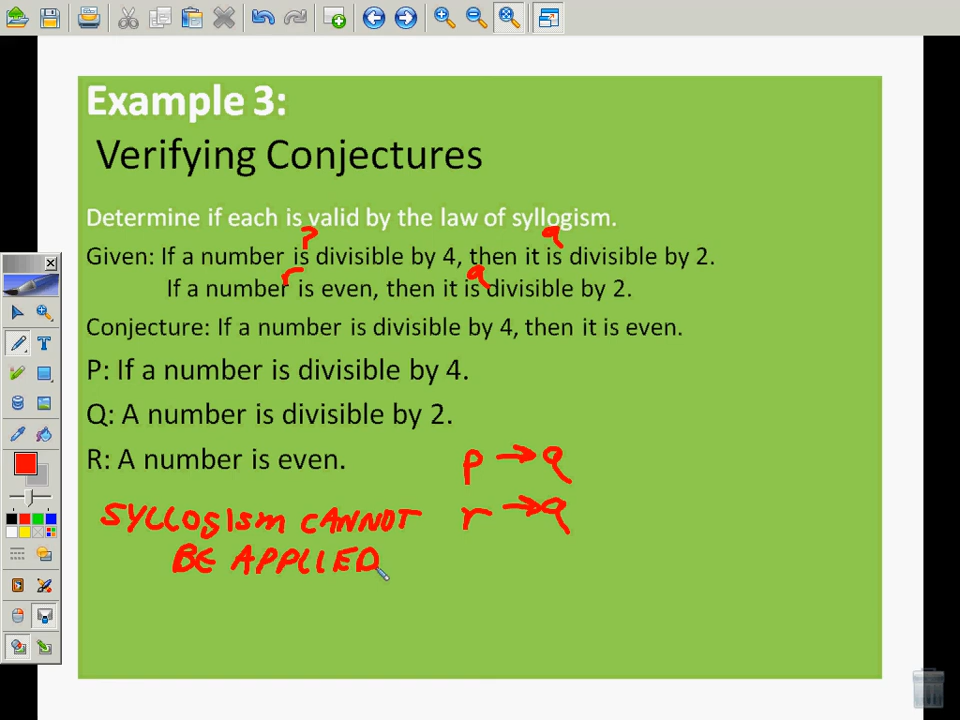 Example 3:
Verifying Conjectures
Determine if each is valid by the law of syllogism.
P q
Given: If a number is divisible by 4, then it is divisible by 2.
r q
If a number is even, then it is divisible by 2.
Conjecture: If a number is divisible by 4, then it is even.
P: If a number is divisible by 4.
Q: A number is divisible by 2.
R: A number is even.
p → q
SYLLOGISM CANNOT
r → q
BE APPLIED
T